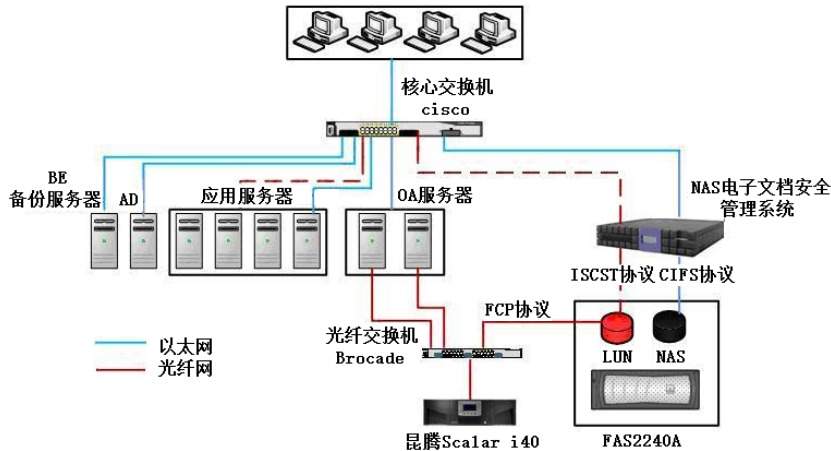 核心交换机
cisco
BE
备份服务器
AD
应用服务器
OA服务器
NAS电子文档安全
管理系统
ISCST协议
CIFS协议
FCP协议
光纤交换机
Brocade
LUN
NAS
以太网
光纤网
昆腾Scalar i40
FAS2240A